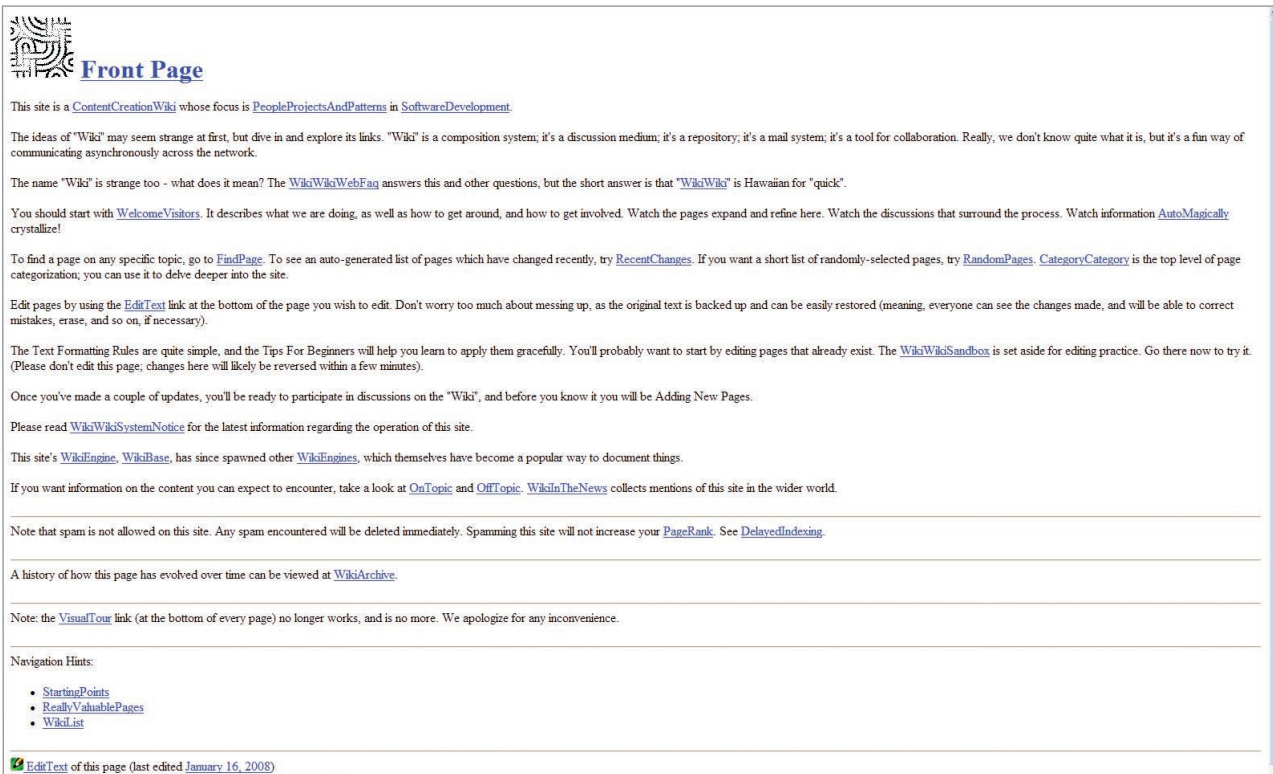 Front Page
This site is a ContentCreationWiki whose focus is PeopleProjectsAndPatterns in SoftwareDevelopment.
The ideas of "Wiki" may seem strange at first, but dive in and explore its links. "Wiki" is a composition system; it's a discussion medium; it's a repository; it's a mail system; it's a tool for collaboration. Really, we don't know quite what it is, but it's a fun way of
communicating asynchronously across the network.
The name "Wiki" is strange too - what does it mean? The WikiWikiWebFaq answers this and other questions, but the short answer is that "WikiWiki" is Hawaiian for "quick".
You should start with WelcomeVisitors. It describes what we are doing, as well as how to get around, and how to get involved. Watch the pages expand and refine here. Watch the discussions that surround the process. Watch information AutoMagically
crystallize!
To find a page on any specific topic, go to FindPage. To see an auto-generated list of pages which have changed recently, try RecentChanges. If you want a short list of randomly-selected pages, try RandomPages. CategoryCategory is the top level of page
categorization; you can use it to delve deeper into the site.
Edit pages by using the EditText link at the bottom of the page you wish to edit. Don't worry too much about messing up, as the original text is backed up and can be easily restored (meaning, everyone can see the changes made, and will be able to correct
mistakes, erase, and so on, if necessary).
The Text Formatting Rules are quite simple, and the Tips For Beginners will help you learn to apply them gracefully. You'll probably want to start by editing pages that already exist. The WikiWikiSandbox is set aside for editing practice. Go there now to try it.
(Please don't edit this page; changes here will likely be reversed within a few minutes).
Once you've made a couple of updates, you'll be ready to participate in discussions on the "Wiki", and before you know it you will be Adding New Pages.
Please read WikiWikiSystemNotice for the latest information regarding the operation of this site.
This site's WikiEngine, WikiBase, has since spawned other WikiEngines, which themselves have become a popular way to document things.
If you want information on the content you can expect to encounter, take a look at OnTopic and OffTopic. WikiInTheNews collects mentions of this site in the wider world.
Note that spam is not allowed on this site. Any spam encountered will be deleted immediately. Spamming this site will not increase your PageRank. See DelayedIndexing.
A history of how this page has evolved over time can be viewed at WikiArchive.
Note: the VisualTour link (at the bottom of every page) no longer works, and is no more. We apologize for any inconvenience.
Navigation Hints:
• StartingPoints
• ReallyValuablePages
• WikiList
EditText of this page (last edited January 16, 2008)